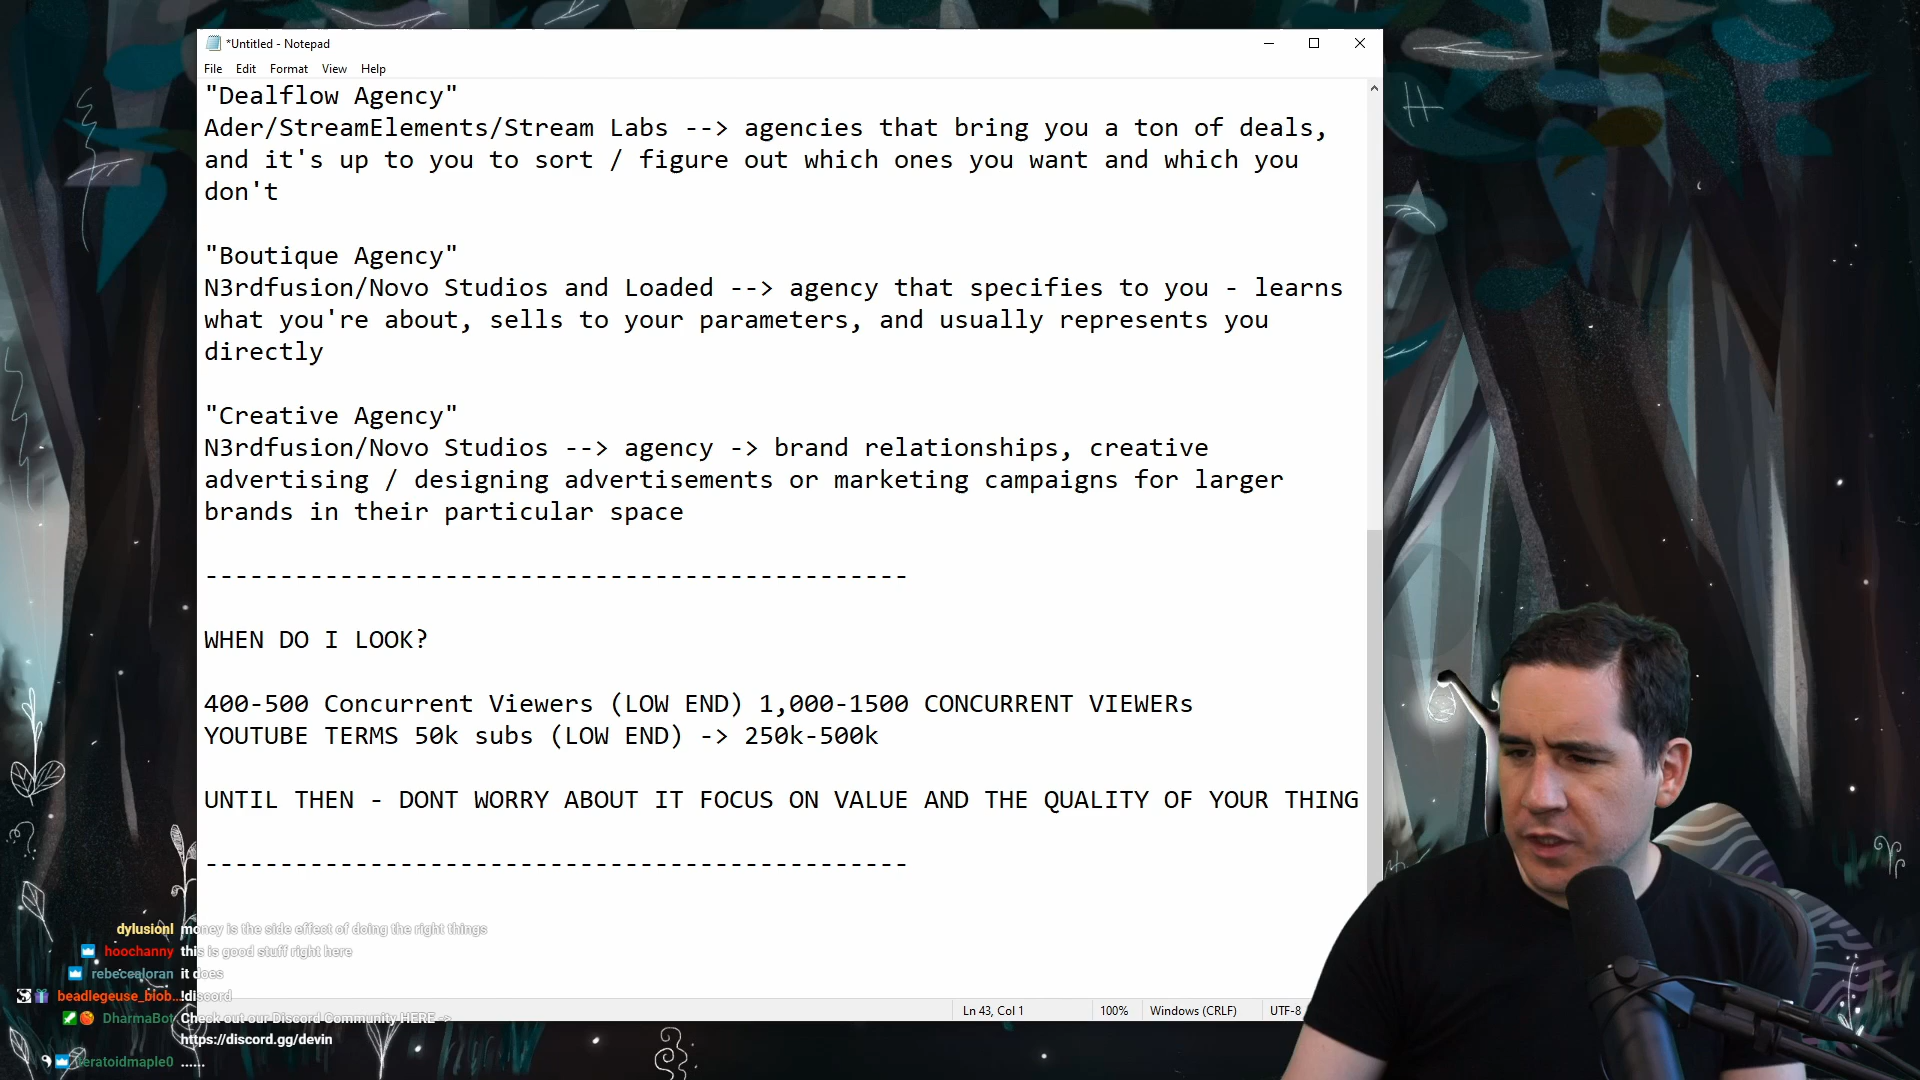 *Untitled - Notepad
File Edit Format View Help
"Dealflow Agency"
Ader/StreamElements/Stream Labs --> agencies that bring you a ton of deals,
and it's up to you to sort / figure out which ones you want and which you
don't
"Boutique Agency"
N3rdfusion/Novo Studios and Loaded --> agency that specifies to you - learns
what you're about, sells to your parameters, and usually represents you
directly
"Creative Agency"
N3rdfusion/Novo Studios --> agency -> brand relationships, creative
advertising / designing advertisements or marketing campaigns for larger
brands in their particular space
-----------------------------------------------
WHEN DO I LOOK?
400-500 Concurrent Viewers (LOW END) 1,000-1500 CONCURRENT VIEWERs
YOUTUBE TERMS 50k subs (LOW END) -> 250k-500k
UNTIL THEN - DONT WORRY ABOUT IT FOCUS ON VALUE AND THE QUALITY OF YOUR THING
-----------------------------------------------
dylusionl money is the side effect of doing the right things
hoochanny this is good stuff right here
rebecealoran it does
beadlegeuse_biob... !discord
DharmaBot Check out our Discord Community HERE ->
https://discord.gg/devin
eratoidmaple0 ......
Ln 43, Col 1 100% Windows (CRLF) UTF-8